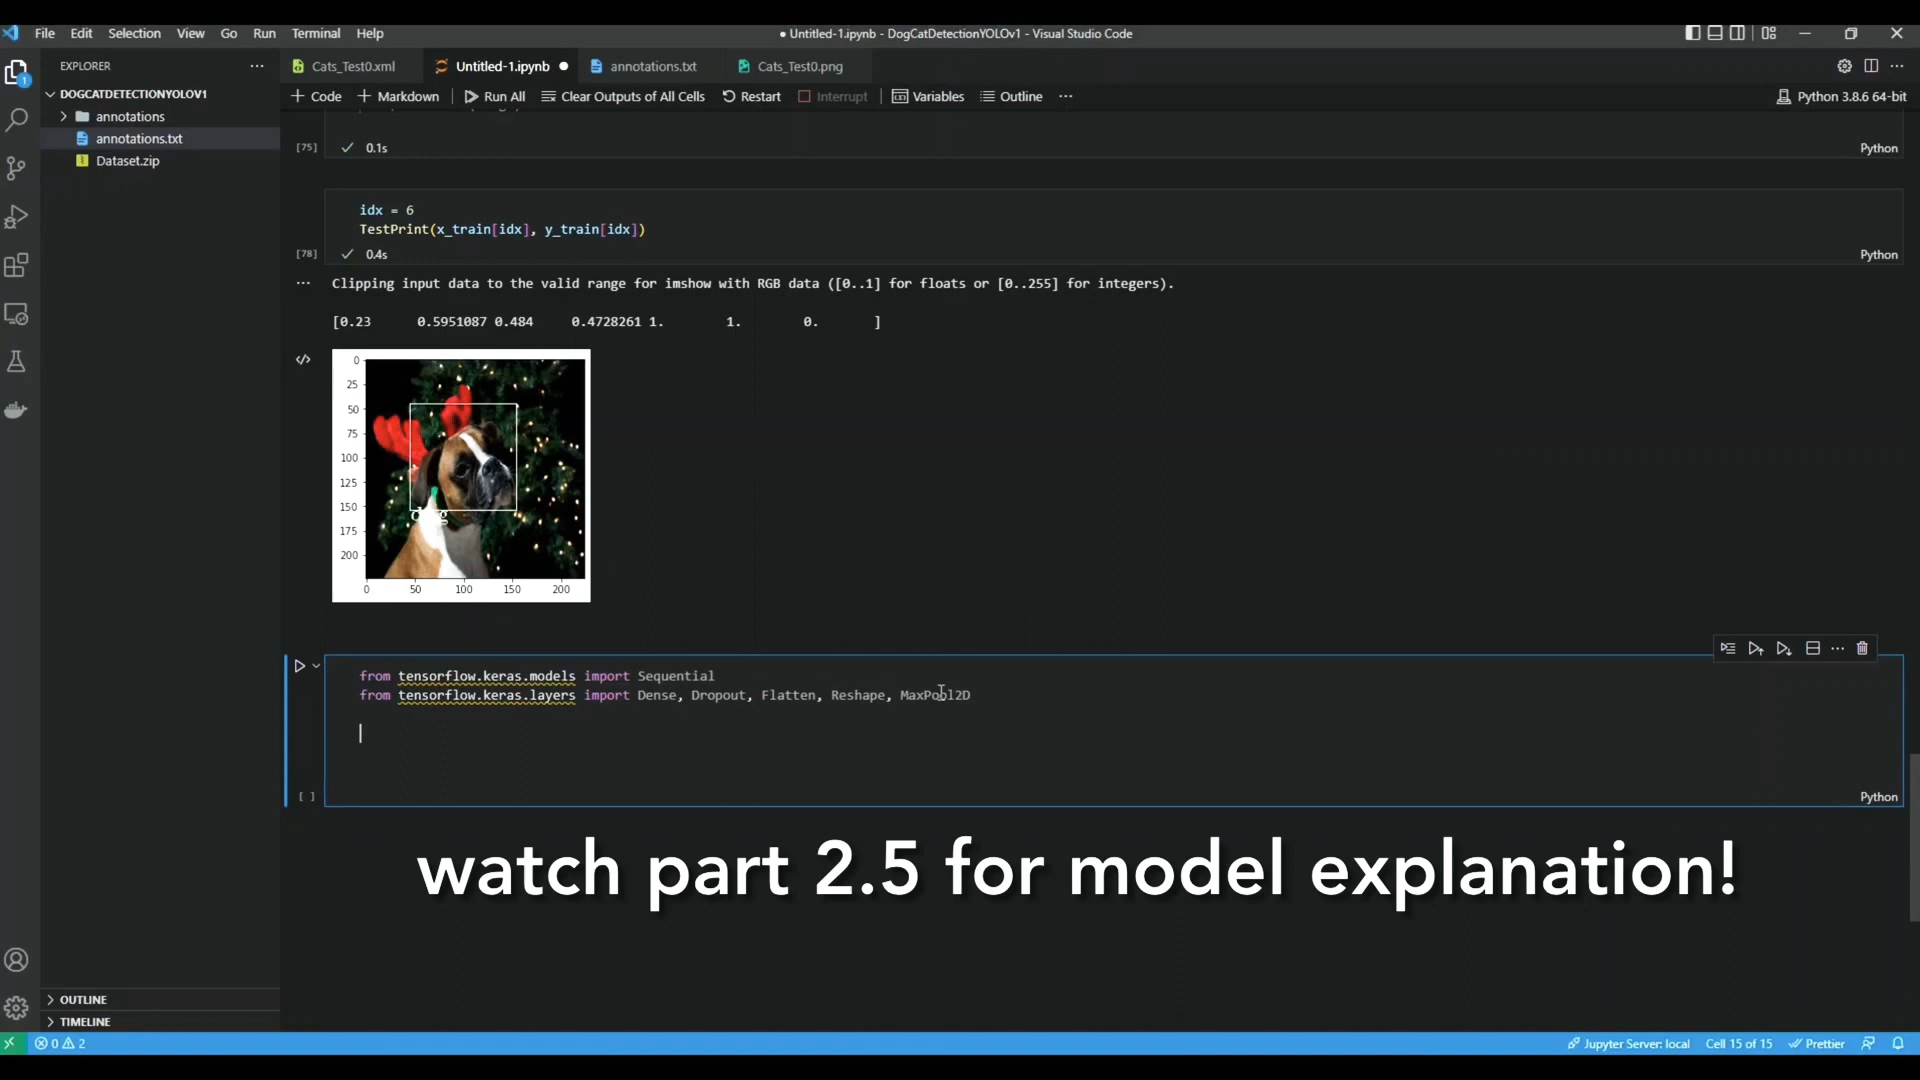 File Edit Selection View Go Run Terminal Help
● Untitled-1.ipynb - DogCatDetectionYOLOv1 - Visual Studio Code
EXPLORER
Cats_Test0.xml
Untitled-1.ipynb
annotations.txt
Cats_Test0.png
DOGCATDETECTIONYOLOV1
annotations
annotations.txt
Dataset.zip
Code
Markdown
Run All
Clear Outputs of All Cells
Restart
Interrupt
Variables
Outline
Python 3.8.6 64-bit
[75] 0.1s Python
idx = 6
TestPrint(x_train[idx], y_train[idx])
[78] 0.4s Python
Clipping input data to the valid range for imshow with RGB data ([0..1] for floats or [0..255] for integers).
[0.23 0.5951087 0.484 0.4728261 1. 1. 0. ]
0
25
50
75
100
125
150
175
200
dog
0 50 100 150 200
from tensorflow.keras.models import Sequential
from tensorflow.keras.layers import Dense, Dropout, Flatten, Reshape, MaxPool2D
[ ] Python
watch part 2.5 for model explanation!
OUTLINE
TIMELINE
1
0 2
Jupyter Server: local Cell 15 of 15 Prettier